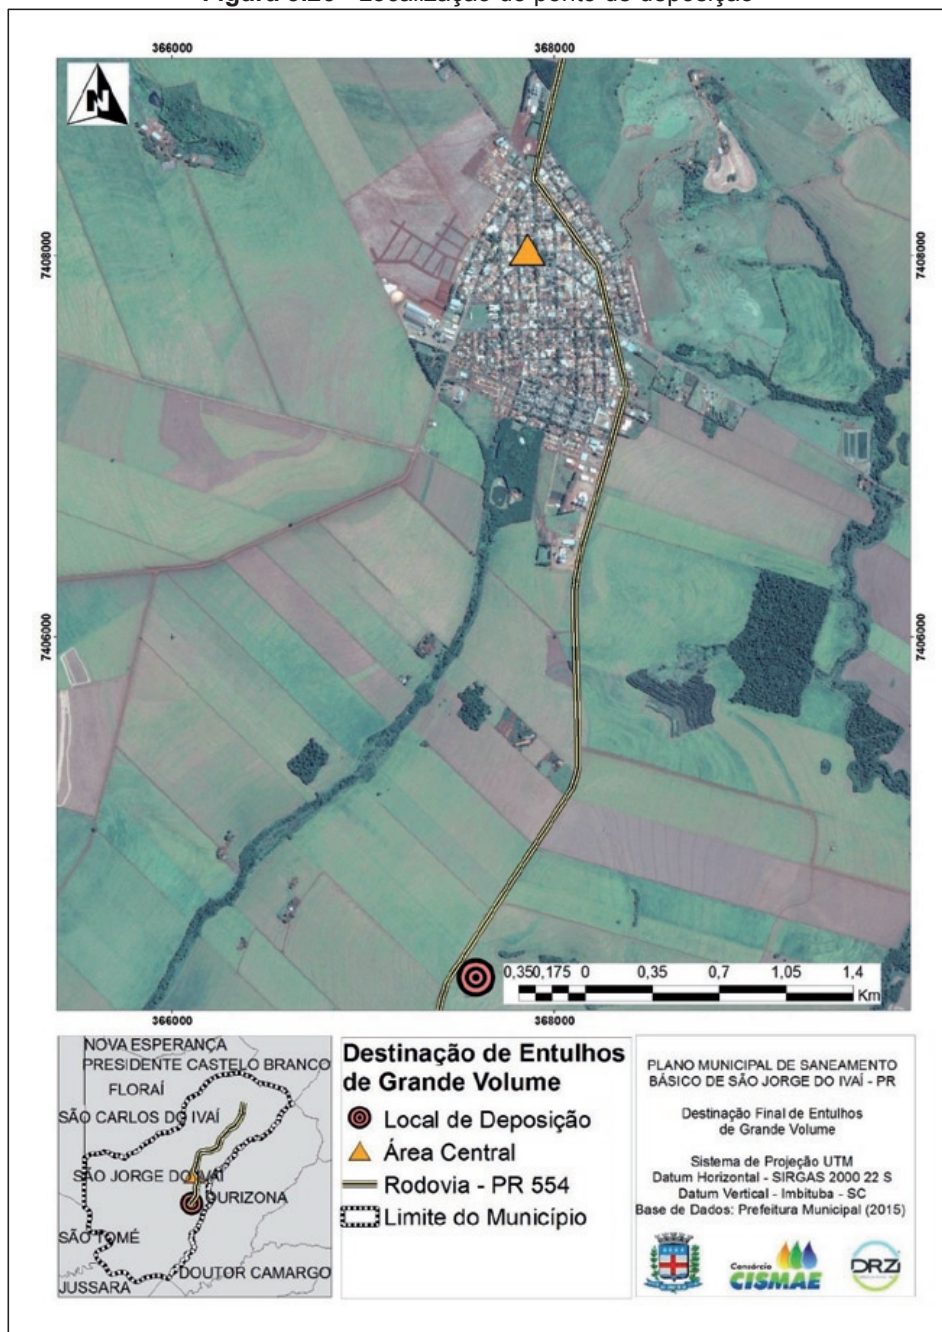 366000 368000
N
7408000 7408000
7406000 7406000
0,35 0,175 0 0,35 0,7 1,05 1,4
Km
366000 368000
NOVA ESPERANÇA
PRESIDENTE CASTELO BRANCO
FLORAÍ
SÃO CARLOS DO IVAÍ
SÃO JORGE DO IVAÍ
OURIZONA
SÃO TOMÉ
DOUTOR CAMARGO
JUSSARA
Destinação de Entulhos
de Grande Volume
Local de Deposição
Área Central
Rodovia - PR 554
Limite do Município
PLANO MUNICIPAL DE SANEAMENTO
BÁSICO DE SÃO JORGE DO IVAÍ - PR
Destinação Final de Entulhos
de Grande Volume
Sistema de Projeção UTM
Datum Horizontal - SIRGAS 2000 22 S
Datum Vertical - Imbituba - SC
Base de Dados: Prefeitura Municipal (2015)
Consórcio
CISMAE
DRZ